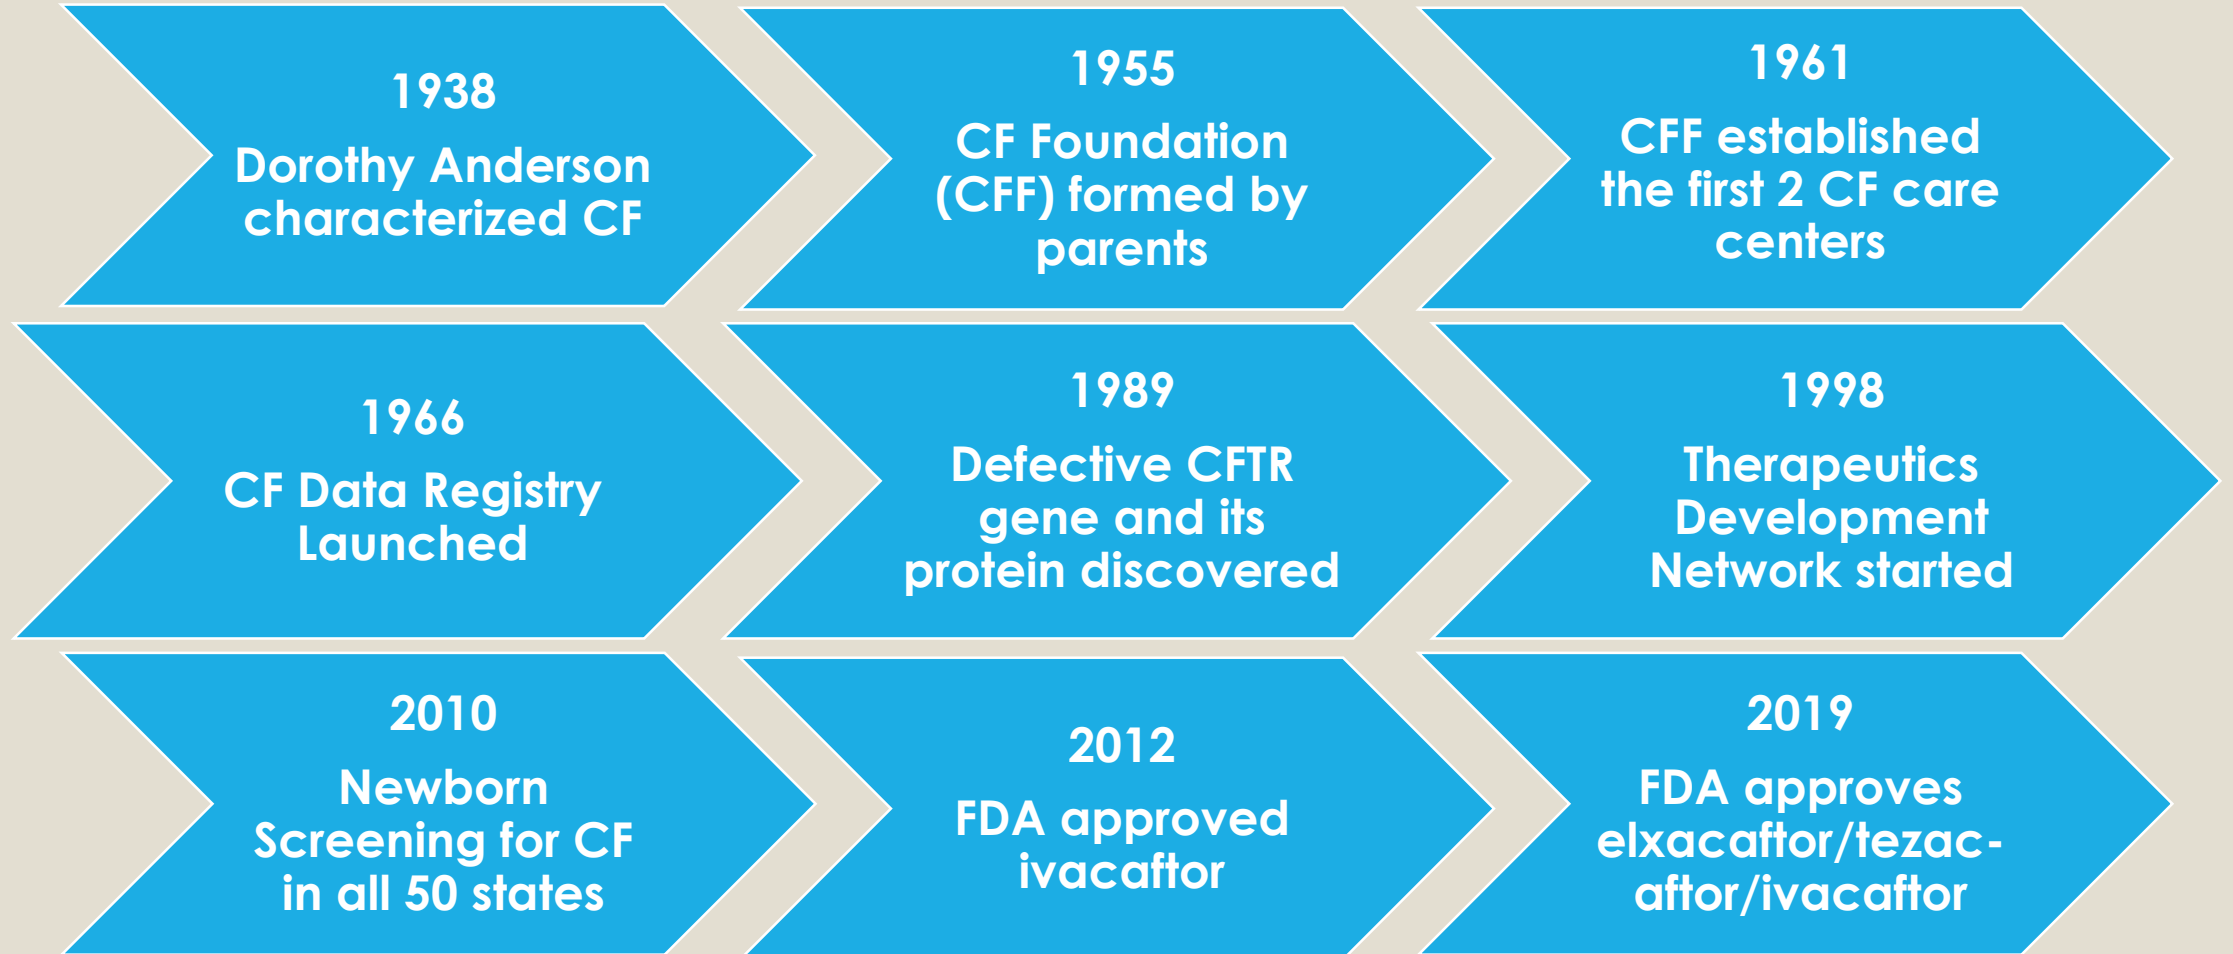 1938
Dorothy Anderson
characterized CF
1955
CF Foundation
(CFF) formed by
parents
1961
CFF established
the first 2 CF care
centers
1966
CF Data Registry
Launched
1989
Defective CFTR
gene and its
protein discovered
1998
Therapeutics
Development
Network started
2010
Newborn
Screening for CF
in all 50 states
2012
FDA approved
ivacaftor
2019
FDA approves
elxacaftor/tezac-
aftor/ivacaftor